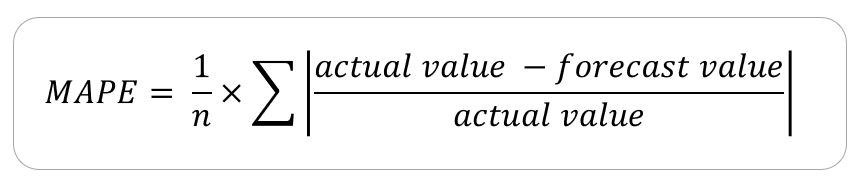 MAPE = 1/n × ∑ |actual value − forecast value / actual value|